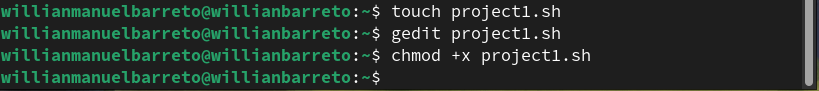 willianmanuelbarreto@willianbarreto:~$ touch project1.sh
willianmanuelbarreto@willianbarreto:~$ gedit project1.sh
willianmanuelbarreto@willianbarreto:~$ chmod +x project1.sh
willianmanuelbarreto@willianbarreto:~$